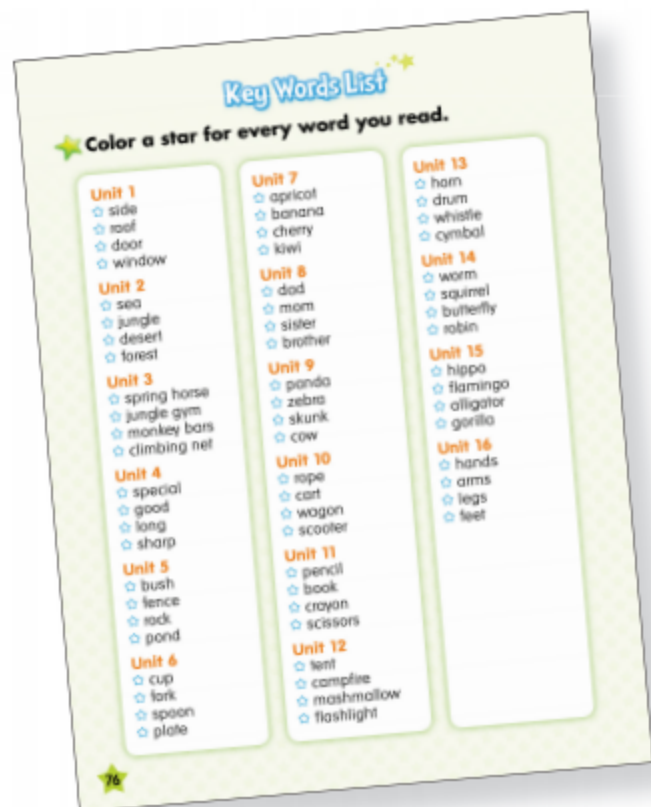 Key Words List
Color a star for every word you read.
Unit 1
side
roof
door
window
Unit 2
sea
jungle
desert
forest
Unit 3
spring horse
jungle gym
monkey bars
climbing net
Unit 4
special
good
long
sharp
Unit 5
bush
fence
rock
pond
Unit 6
cup
fork
spoon
plate
Unit 7
apricot
banana
cherry
kiwi
Unit 8
dad
mom
sister
brother
Unit 9
panda
zebra
skunk
cow
Unit 10
rope
cart
wagon
scooter
Unit 11
pencil
book
crayon
scissors
Unit 12
tent
campfire
mashmallow
flashlight
Unit 13
horn
drum
whistle
cymbal
Unit 14
worm
squirrel
butterfly
robin
Unit 15
hippo
flamingo
alligator
gorilla
Unit 16
hands
arms
legs
feet
76